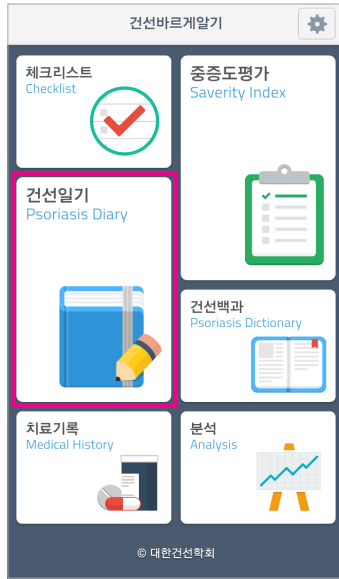 건선바르게알기
체크리스트
Checklist
중증도평가
Saverity Index
건선일기
Psoriasis Diary
건선백과
Psoriasis Dictionary
치료기록
Medical History
분석
Analysis
© 대한건선학회